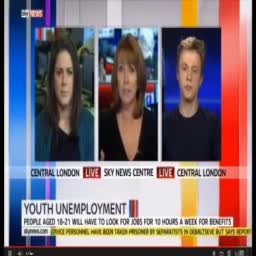 sky NEWS
CENTRAL LONDON LIVE SKY NEWS CENTRE LIVE CENTRAL LONDON
YOUTH UNEMPLOYMENT
PEOPLE AGED 18-21 WILL HAVE TO LOOK FOR JOBS FOR 10 HOURS A WEEK FOR BENEFITS
skynews.com ERVICE PERSONNEL HAVE BEEN TAKEN PRISONER BY SEPARATISTS IN DEBALTSEVE BUT SAYS REPORT